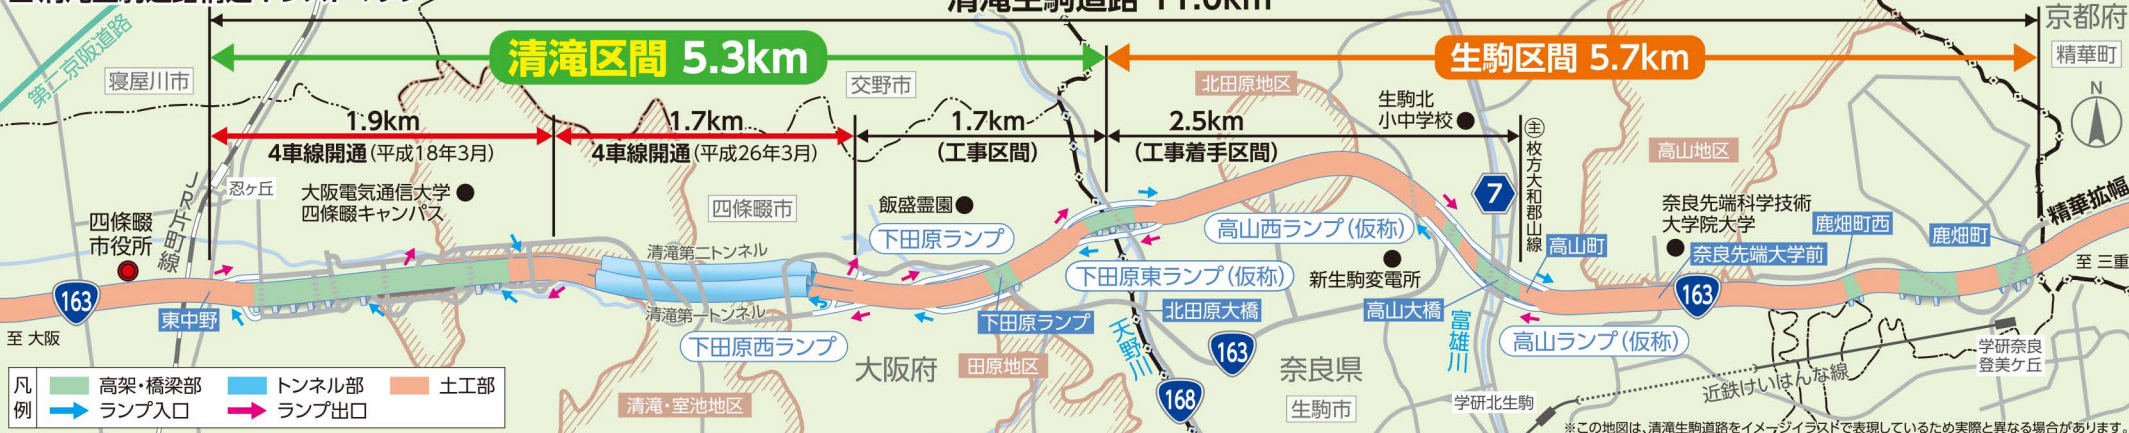 清滝生駒道路 11.0km
京都府
第二京阪道路
寝屋川市
清滝区間 5.3km
交野市
生駒区間 5.7km
精華町
N
北田原地区
生駒北
小中学校
1.9km
4車線開通(平成18年3月)
1.7km
4車線開通(平成26年3月)
1.7km
(工事区間)
2.5km
(工事着手区間)
主 枚方大和郡山線
7
高山地区
JR片町線
忍ヶ丘
大阪電気通信大学
四條畷キャンパス
四條畷市
飯盛霊園
下田原ランプ
高山西ランプ(仮称)
奈良先端科学技術
大学院大学
奈良先端大学前
鹿畑町西
鹿畑町
精華拡幅
四條畷
市役所
清滝第二トンネル
清滝第一トンネル
下田原東ランプ(仮称)
新生駒変電所
高山町
至 三重
163
東中野
至 大阪
下田原西ランプ
下田原ランプ
北田原大橋
高山大橋
163
富雄川
高山ランプ(仮称)
天野川
大阪府
田原地区
163
奈良県
学研奈良
登美ケ丘
近鉄けいはんな線
168
生駒市
学研北生駒
清滝・室池地区
凡例
高架・橋梁部
トンネル部
土工部
ランプ入口
ランプ出口
※この地図は、清滝生駒道路をイメージイラストで表現しているため実際と異なる場合があります。